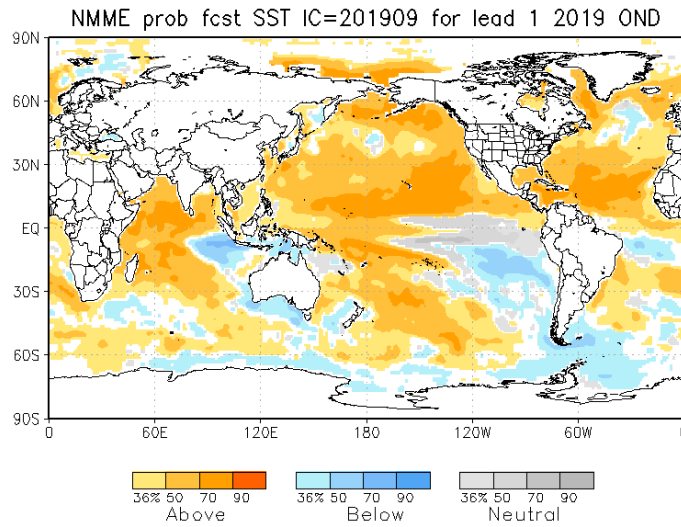 NMME prob fcst SST IC=201909 for lead 1 2019 OND
90N
60N
30N
EQ
30S
60S
90S
0 60E 120E 180 120W 60W 0
36% 50 70 90 36% 50 70 90 36% 50 70 90
Above Below Neutral